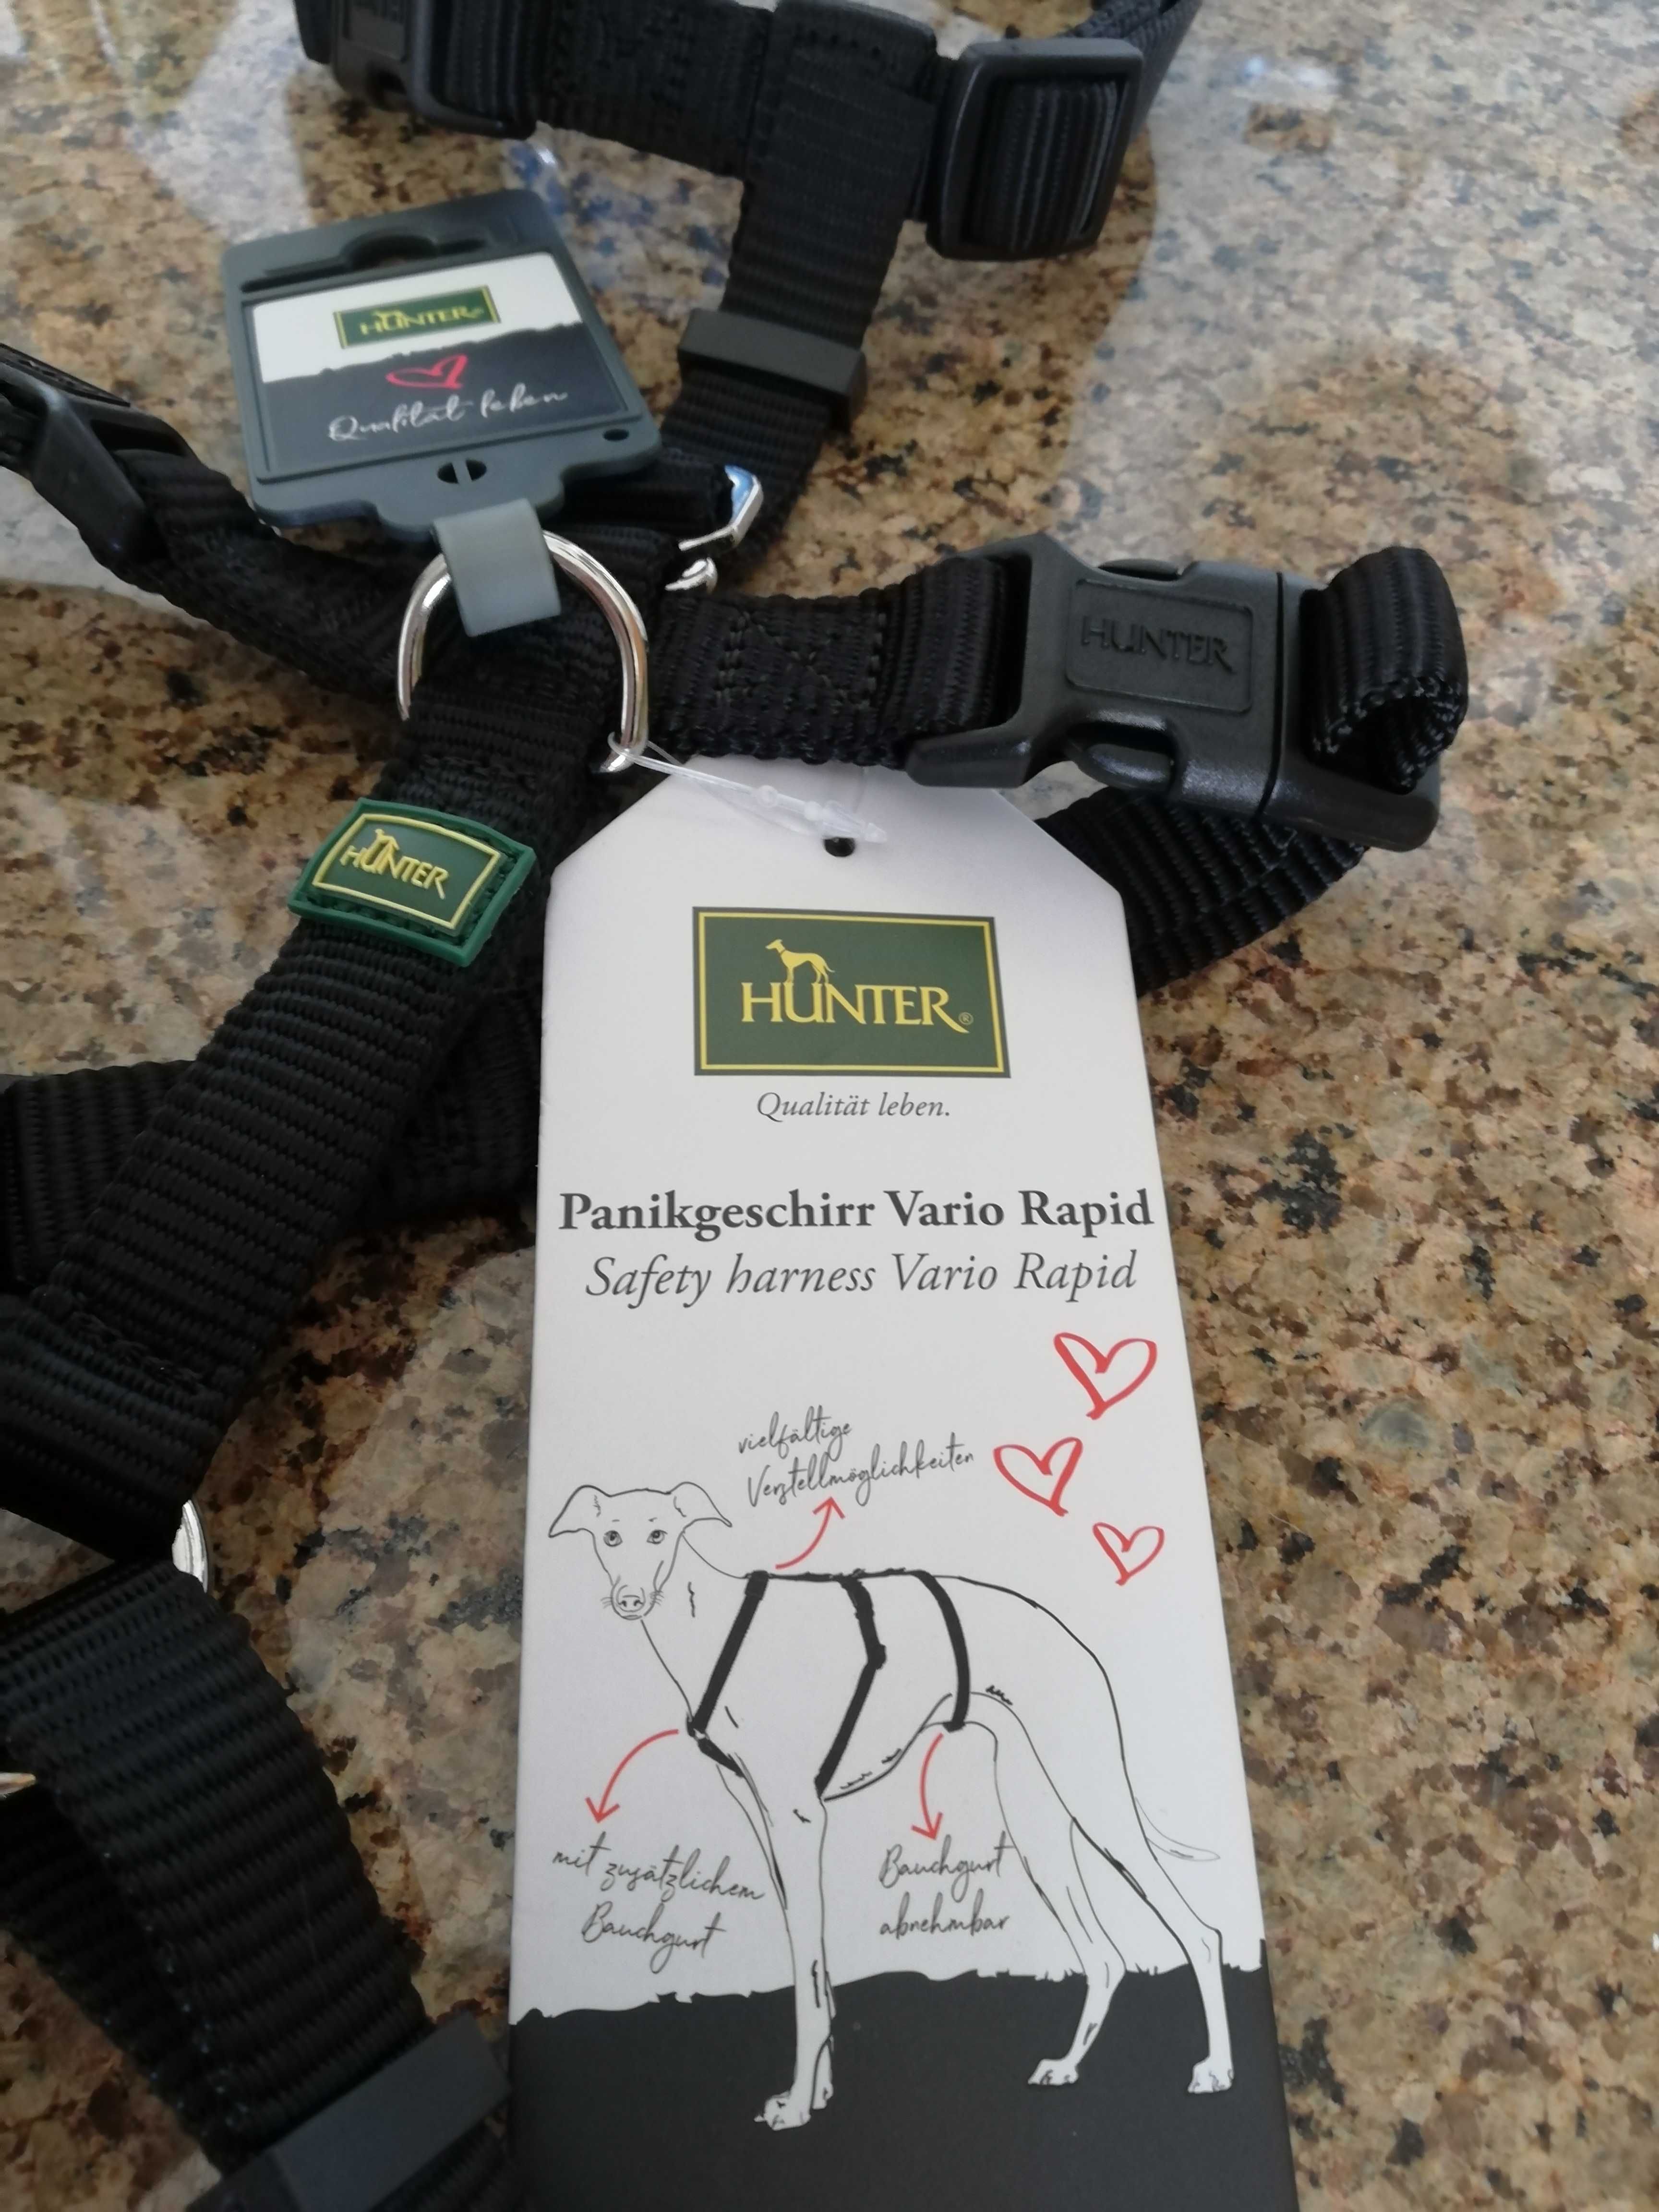 HUNTER
Qualität leben
HUNTER
HUNTER
HUNTER®
Qualität leben.
Panikgeschirr Vario Rapid
Safety harness Vario Rapid
vielfältige
Verstellmöglichkeiten
mit zusätzlichem
Bauchgurt
Bauchgurt
abnehmbar